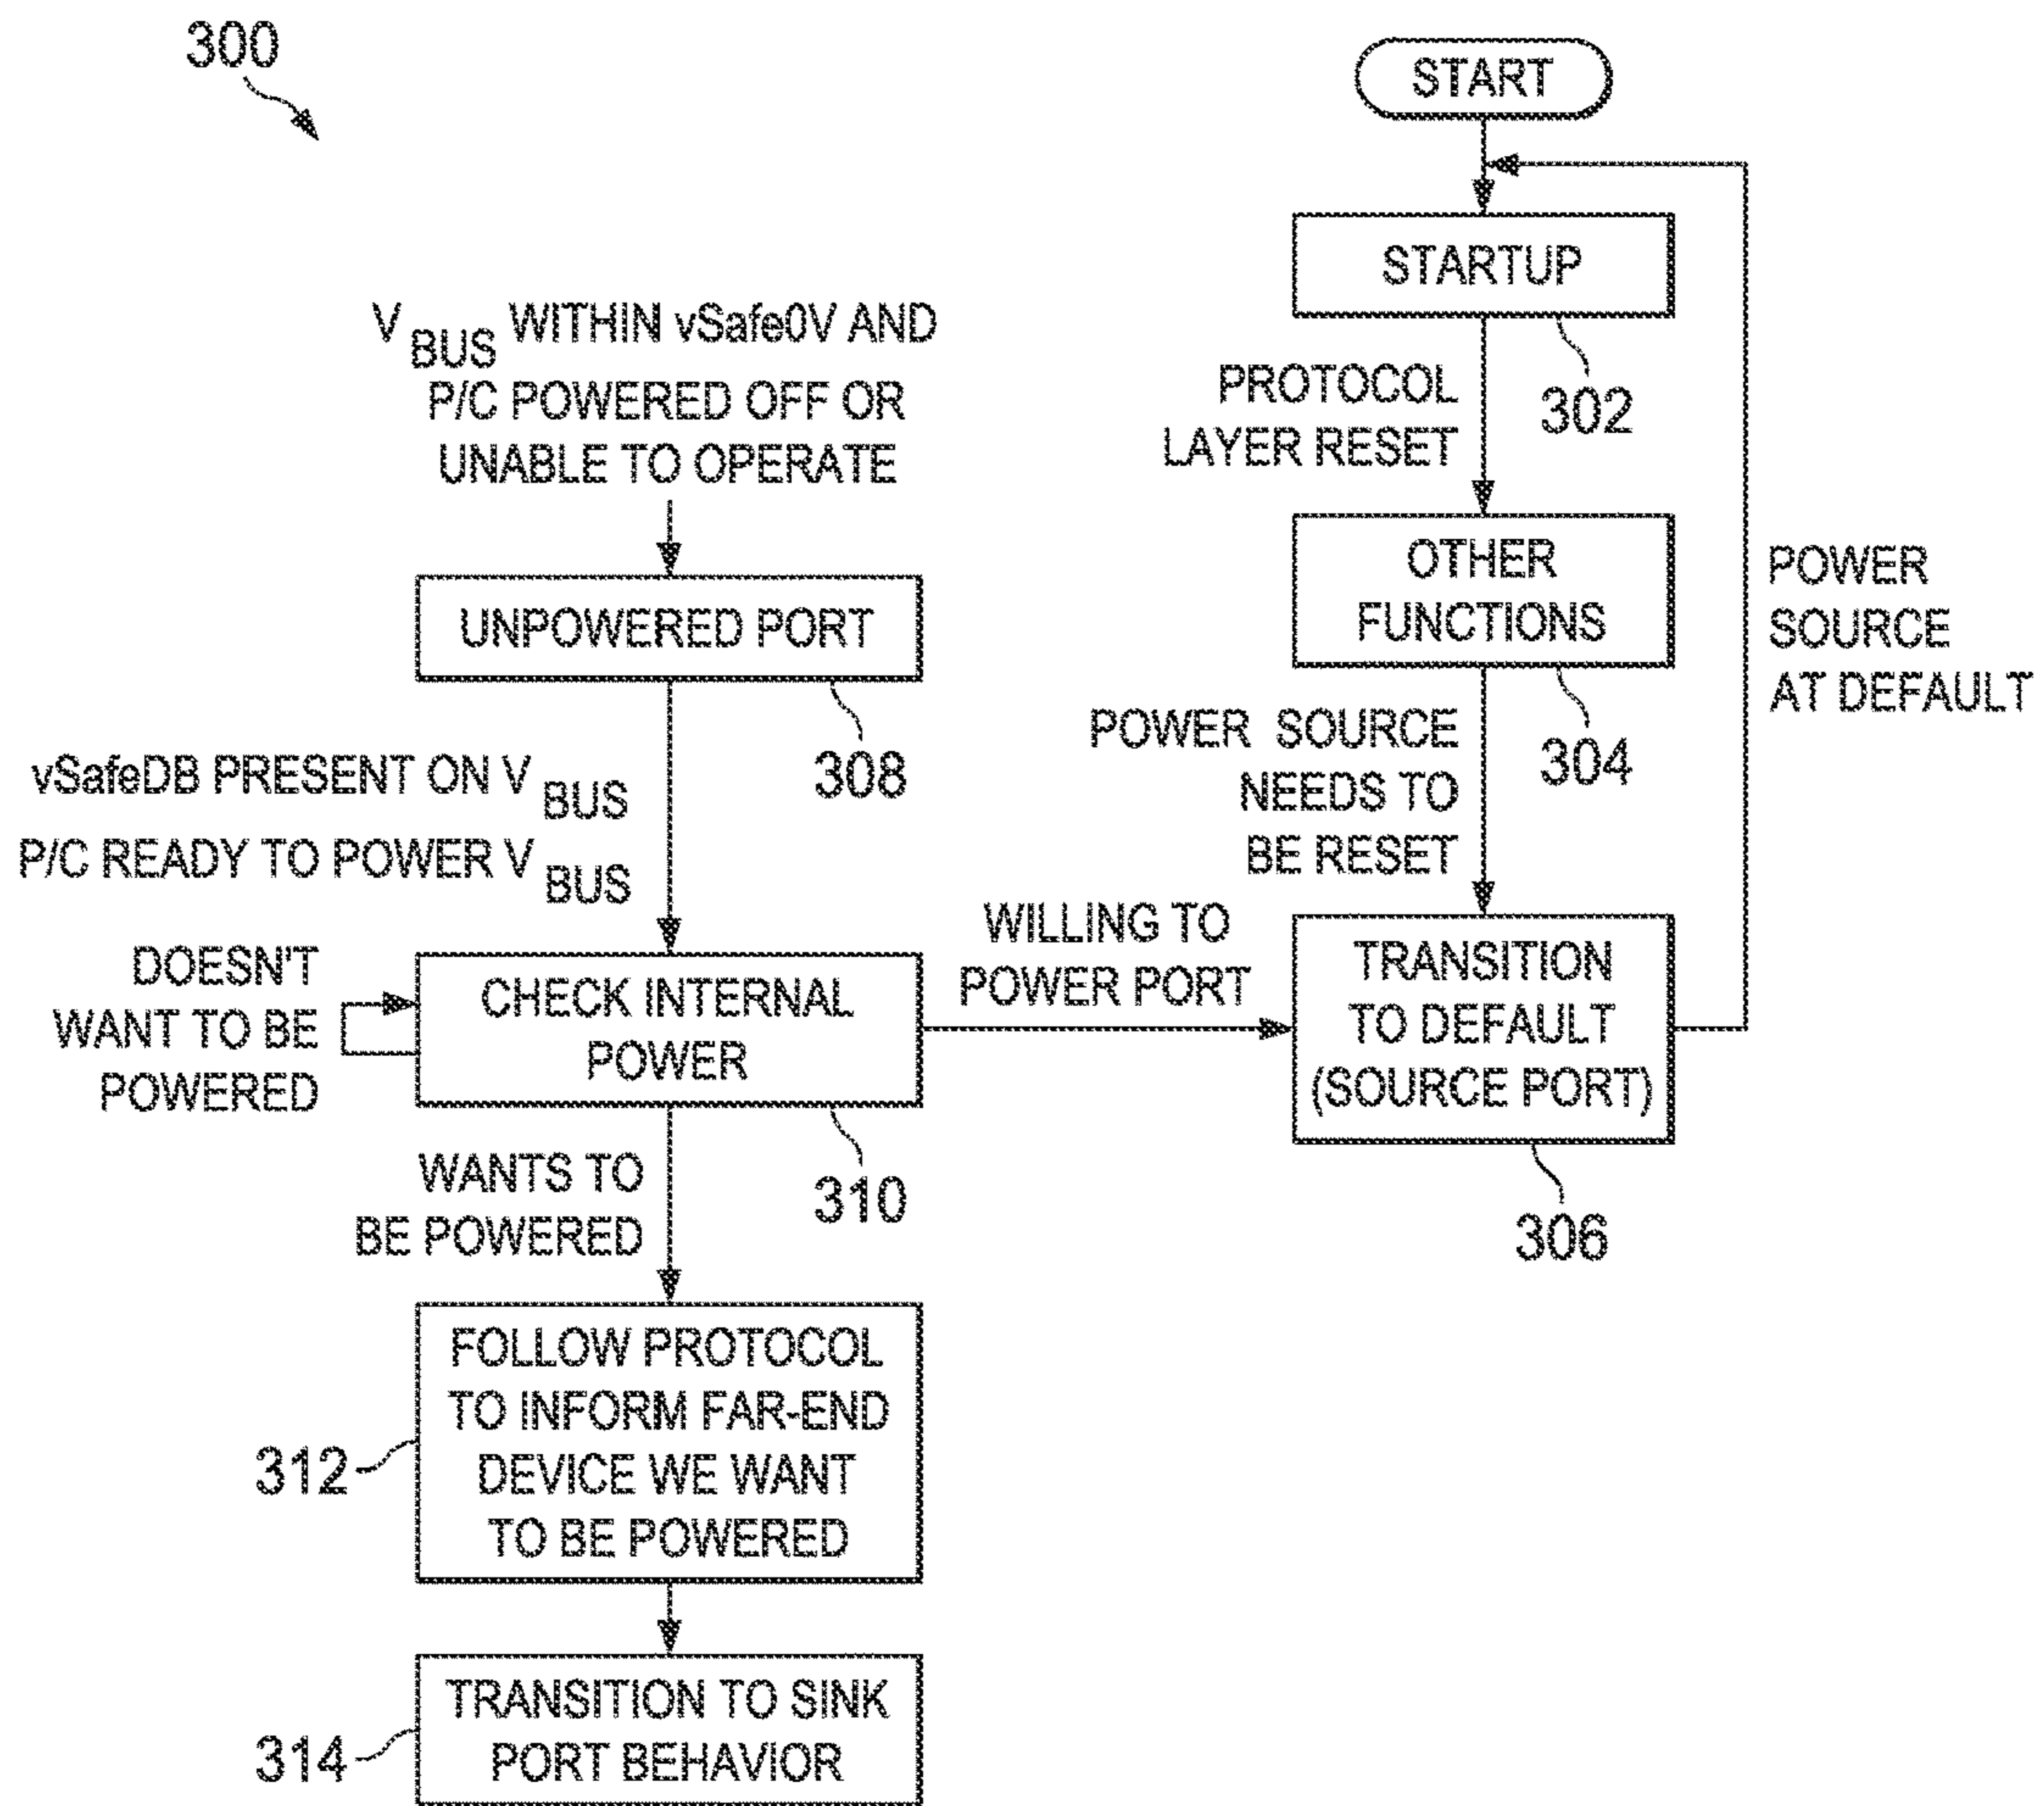 300
START
STARTUP
302
PROTOCOL
LAYER RESET
OTHER
FUNCTIONS
304
POWER
SOURCE
AT DEFAULT
POWER SOURCE
NEEDS TO
BE RESET
TRANSITION
TO DEFAULT
(SOURCE PORT)
306
VBUS WITHIN vSafe0V AND
P/C POWERED OFF OR
UNABLE TO OPERATE
UNPOWERED PORT
308
vSafeDB PRESENT ON VBUS
P/C READY TO POWER VBUS
DOESN'T
WANT TO BE
POWERED
CHECK INTERNAL
POWER
310
WILLING TO
POWER PORT
WANTS TO
BE POWERED
FOLLOW PROTOCOL
TO INFORM FAR-END
DEVICE WE WANT
TO BE POWERED
312
TRANSITION TO SINK
PORT BEHAVIOR
314